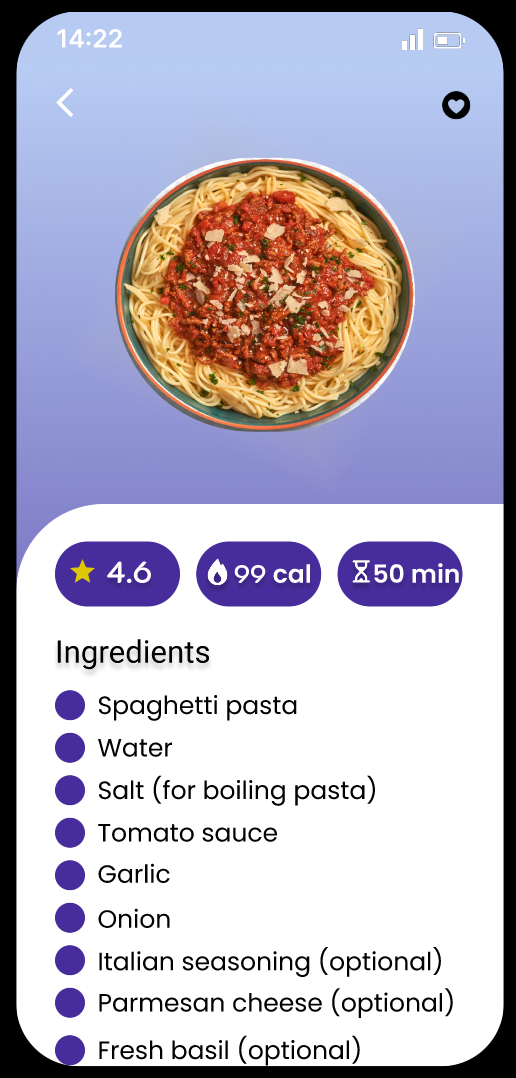 14:22
4.6
99 cal
50 min
Ingredients
Spaghetti pasta
Water
Salt (for boiling pasta)
Tomato sauce
Garlic
Onion
Italian seasoning (optional)
Parmesan cheese (optional)
Fresh basil (optional)